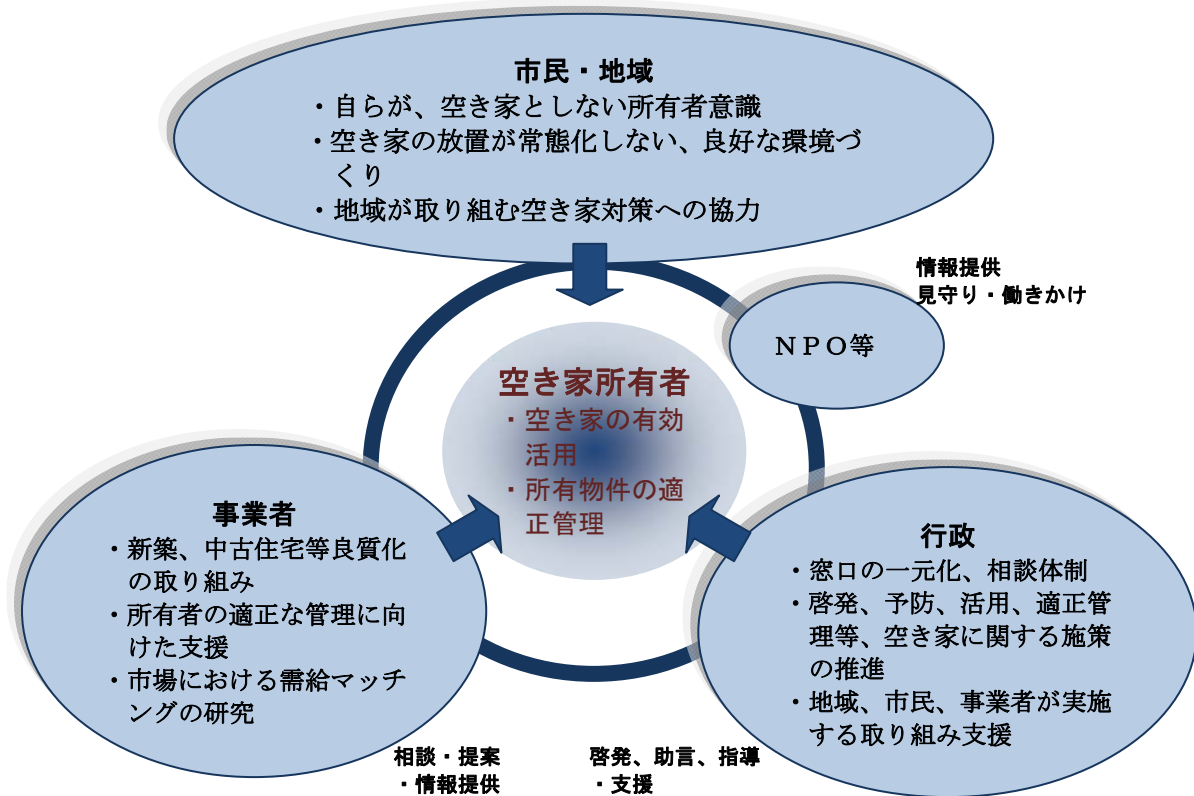 市民・地域
・自らが、空き家としない所有者意識
・空き家の放置が常態化しない、良好な環境づ
くり
・地域が取り組む空き家対策への協力
情報提供
見守り・働きかけ
ＮＰＯ等
空き家所有者
・空き家の有効
活用
・所有物件の適
正管理
事業者
・新築、中古住宅等良質化
の取り組み
・所有者の適正な管理に向
けた支援
・市場における需給マッチ
ングの研究
行政
・窓口の一元化、相談体制
・啓発、予防、活用、適正管
理等、空き家に関する施策
の推進
・地域、市民、事業者が実施
する取り組み支援
相談・提案
・情報提供
啓発、助言、指導
・支援